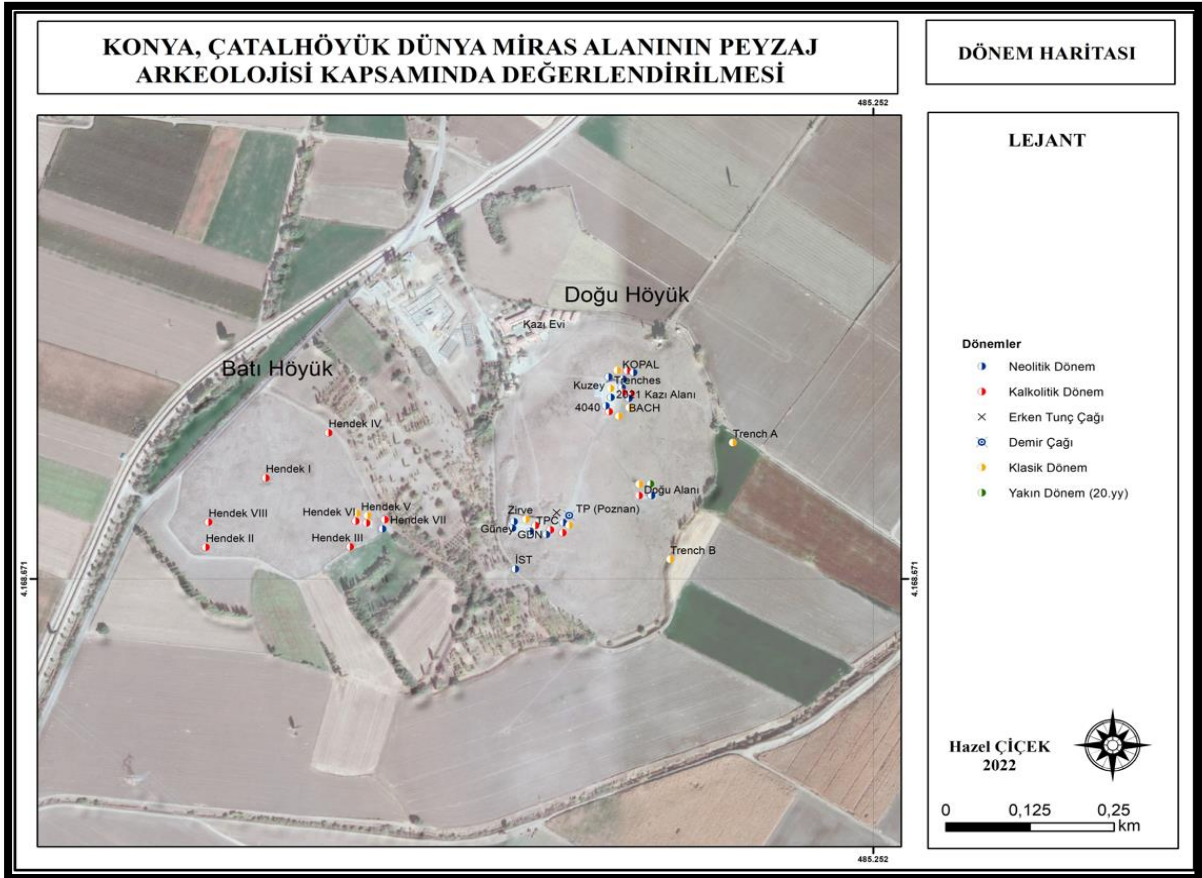 KONYA, ÇATALHÖYÜK DÜNYA MİRAS ALANININ PEYZAJ
ARKEOLOJİSİ KAPSAMINDA DEĞERLENDİRİLMESİ
DÖNEM HARİTASI
485.252
LEJANT
Dönemler
Neolitik Dönem
Kalkolitik Dönem
Erken Tunç Çağı
Demir Çağı
Klasik Dönem
Yakın Dönem (20.yy)
Doğu Höyük
Kazı Evi
Batı Höyük
KOPAL
Trenches
Kuzey
2021 Kazı Alanı
4040
BACH
Hendek IV
Trench A
Hendek I
Doğu Alanı
Hendek VIII
Hendek VI
Hendek V
Hendek VII
Zirve
TP (Poznan)
Güney
TPC
GDN
Hendek II
Hendek III
Trench B
İST
4.168.671
4.168.671
Hazel ÇİÇEK
2022
0 0,125 0,25
km
485.252